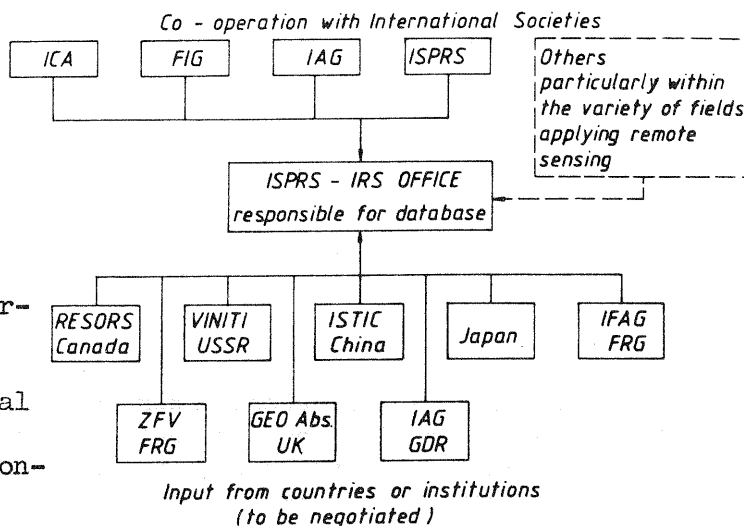 Co - operation with International Societies
ICA
FIG
IAG
ISPRS
Others
particularly within
the variety of fields
applying remote
sensing
ISPRS - IRS OFFICE
responsible for database
r-
al
on-
RESORS
Canada
VINITI
USSR
ISTIC
China
Japan
IFAG
FRG
ZFV
FRG
GEO Abs.
UK
IAG
GDR
Input from countries or institutions
(to be negotiated)